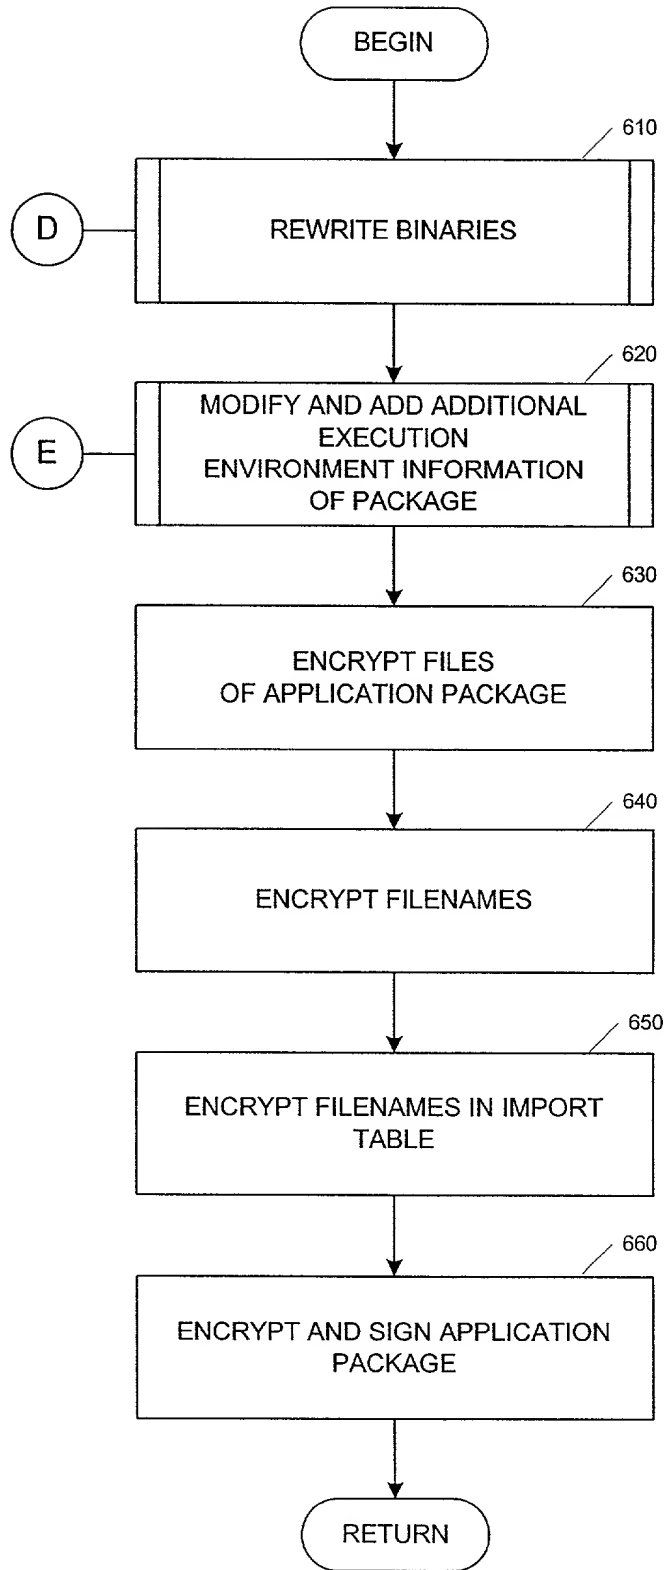 BEGIN
610
D
REWRITE BINARIES
620
E
MODIFY AND ADD ADDITIONAL
EXECUTION
ENVIRONMENT INFORMATION
OF PACKAGE
630
ENCRYPT FILES
OF APPLICATION PACKAGE
640
ENCRYPT FILENAMES
650
ENCRYPT FILENAMES IN IMPORT
TABLE
660
ENCRYPT AND SIGN APPLICATION
PACKAGE
RETURN